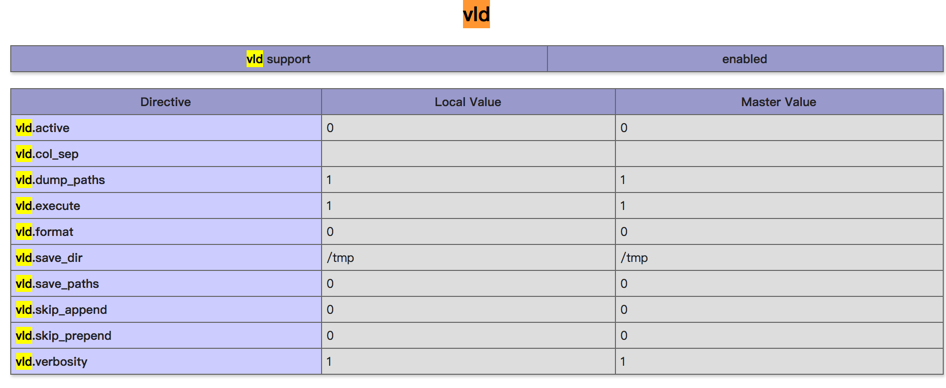 vld
vld support enabled
Directive Local Value Master Value
vld.active 0 0
vld.col_sep
vld.dump_paths 1 1
vld.execute 1 1
vld.format 0 0
vld.save_dir /tmp /tmp
vld.save_paths 0 0
vld.skip_append 0 0
vld.skip_prepend 0 0
vld.verbosity 1 1